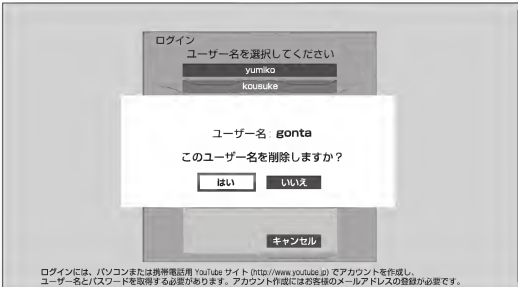 ログイン
ユーザー名を選択してください
yumiko
kousuke
ユーザー名: gonta
このユーザー名を削除しますか？
はい
いいえ
キャンセル
ログインには、パソコンまたは携帯電話用 YouTube サイト (http://www.youtube.jp) でアカウントを作成し、
ユーザー名とパスワードを取得する必要があります。アカウント作成にはお客様のメールアドレスの登録が必要です。